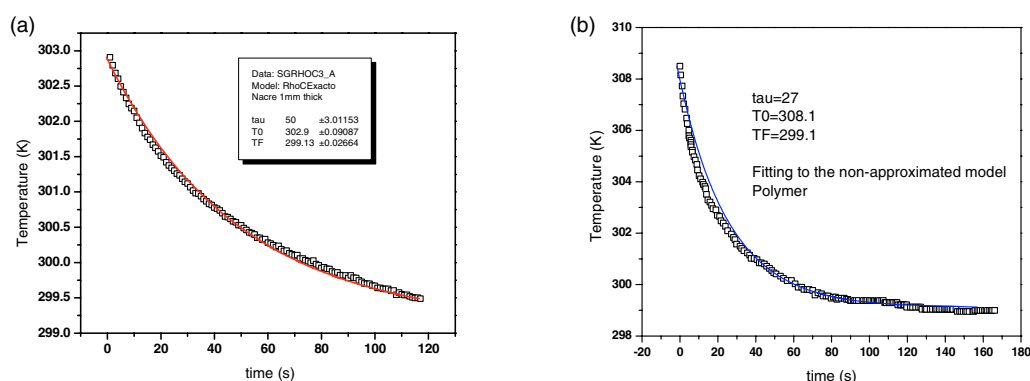 (a)
303.0
302.5
302.0
301.5
301.0
300.5
300.0
299.5
299.0
Temperature (K)
0 20 40 60 80 100 120
time (s)
Data: SGRHOC3_A
Model: RhoCExacto
Nacre 1mm thick
tau 50 ±3.01153
T0 302.9 ±0.09087
TF 299.13 ±0.02664
(b)
310
308
306
304
302
300
298
Temperature (K)
-20 0 20 40 60 80 100 120 140 160 180
time (s)
tau=27
T0=308.1
TF=299.1
Fitting to the non-approximated model
Polymer